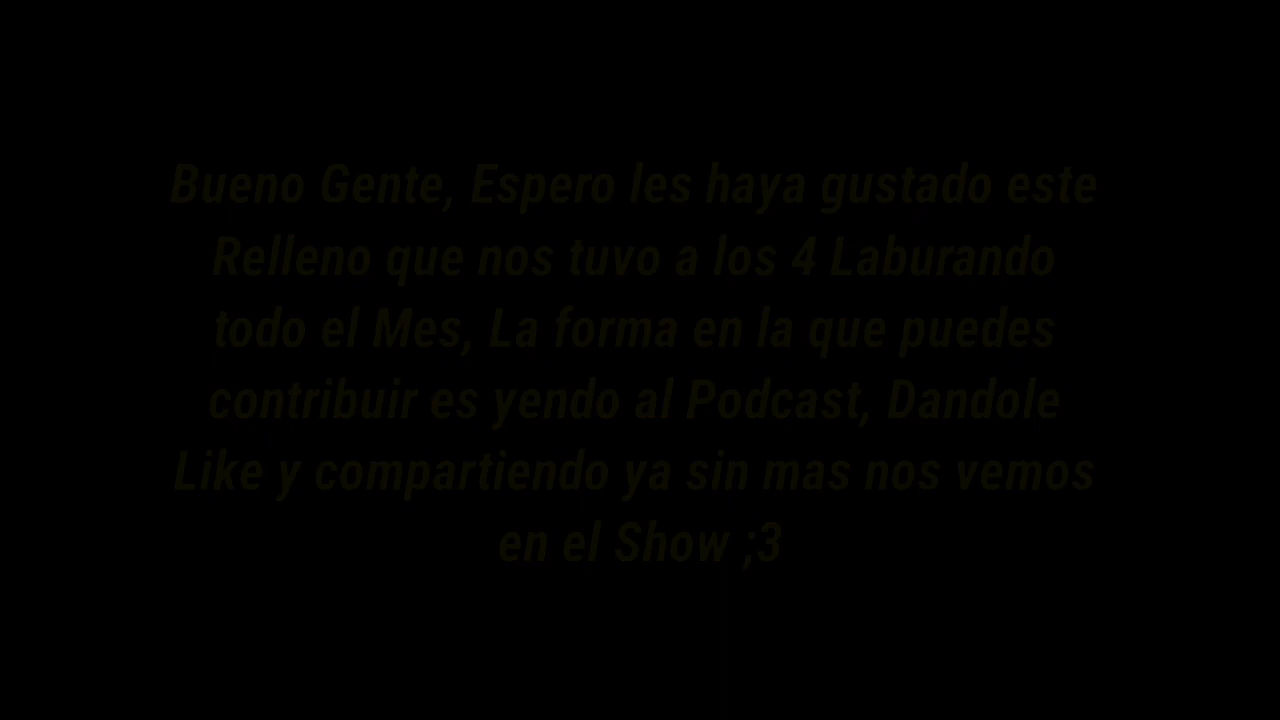 Bueno Gente, Espero les haya gustado este
Relleno que nos tuvo a los 4 Laburando
todo el Mes, La forma en la que puedes
contribuir es yendo al Podcast, Dandole
Like y compartiendo ya sin mas nos vemos
en el Show ;3